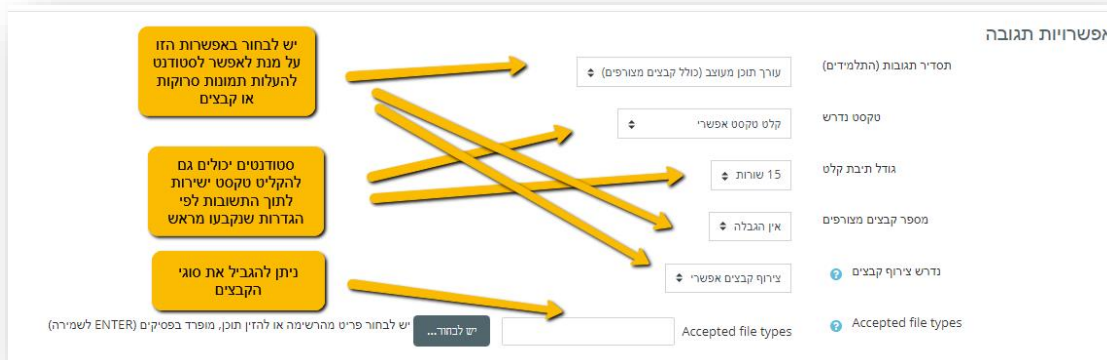 אפשרויות תגובה
תסדיר תגובות (התלמידים)
עורך תוכן מעוצב (כולל קבצים מצורפים)
יש לבחור באפשרות הזו
על מנת לאפשר לסטודנט
להעלות תמונות סרוקות
או קבצים
טקסט נדרש
קלט טקסט אפשרי
גודל תיבת קלט
15 שורות
סטודנטים יכולים גם
להקליט טקסט ישירות
לתוך התשובות לפי
הגדרות שנקבעו מראש
מספר קבצים מצורפים
אין הגבלה
נדרש צירוף קבצים
צירוף קבצים אפשרי
ניתן להגביל את סוגי
הקבצים
Accepted file types
Accepted file types
יש לבחור...
יש לבחור פריט מהרשימה או להזין תוכן, מופרד בפסיקים (ENTER לשמירה)